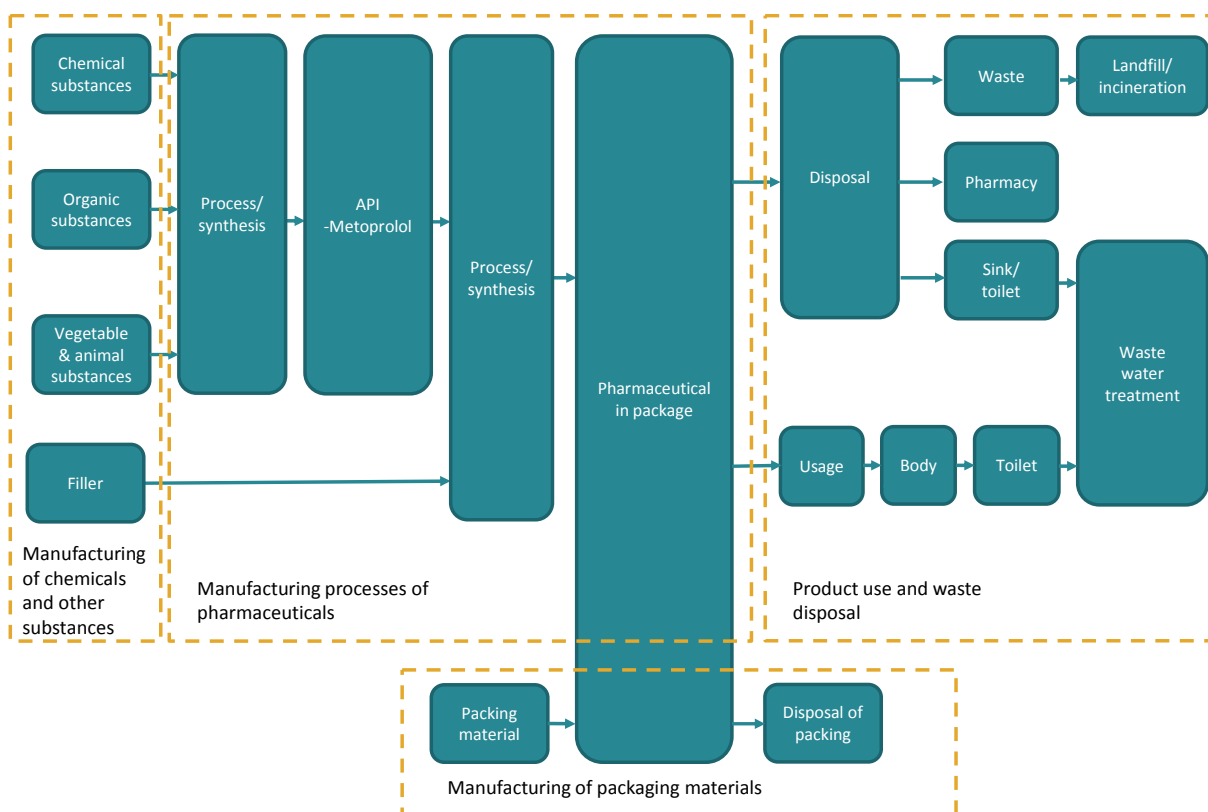 Chemical
substances
Organic
substances
Vegetable
& animal
substances
Filler
Manufacturing
of chemicals
and other
substances
Process/
synthesis
API
-Metoprolol
Process/
synthesis
Manufacturing processes of
pharmaceuticals
Pharmaceutical
in package
Disposal
Waste
Landfill/
incineration
Pharmacy
Sink/
toilet
Waste
water
treatment
Usage
Body
Toilet
Product use and waste
disposal
Packing
material
Disposal of
packing
Manufacturing of packaging materials